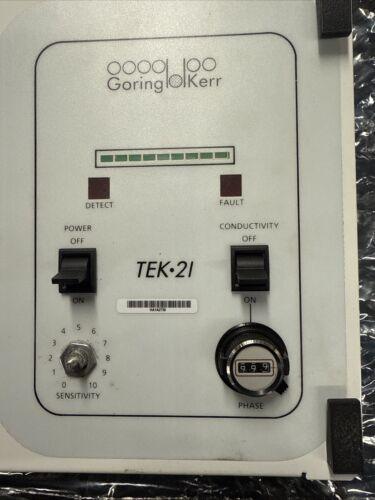 Goring Kerr
DETECT
FAULT
POWER
OFF
CONDUCTIVITY
OFF
TEK•21
ON
ON
0 1 2 3 4 5 6 7 8 9 10
SENSITIVITY
999
PHASE